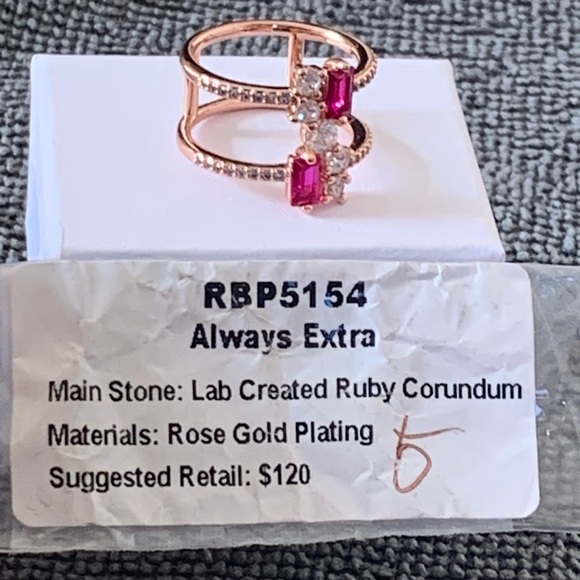 RBP5154
Always Extra
Main Stone: Lab Created Ruby Corundum
Materials: Rose Gold Plating
5
Suggested Retail: $120